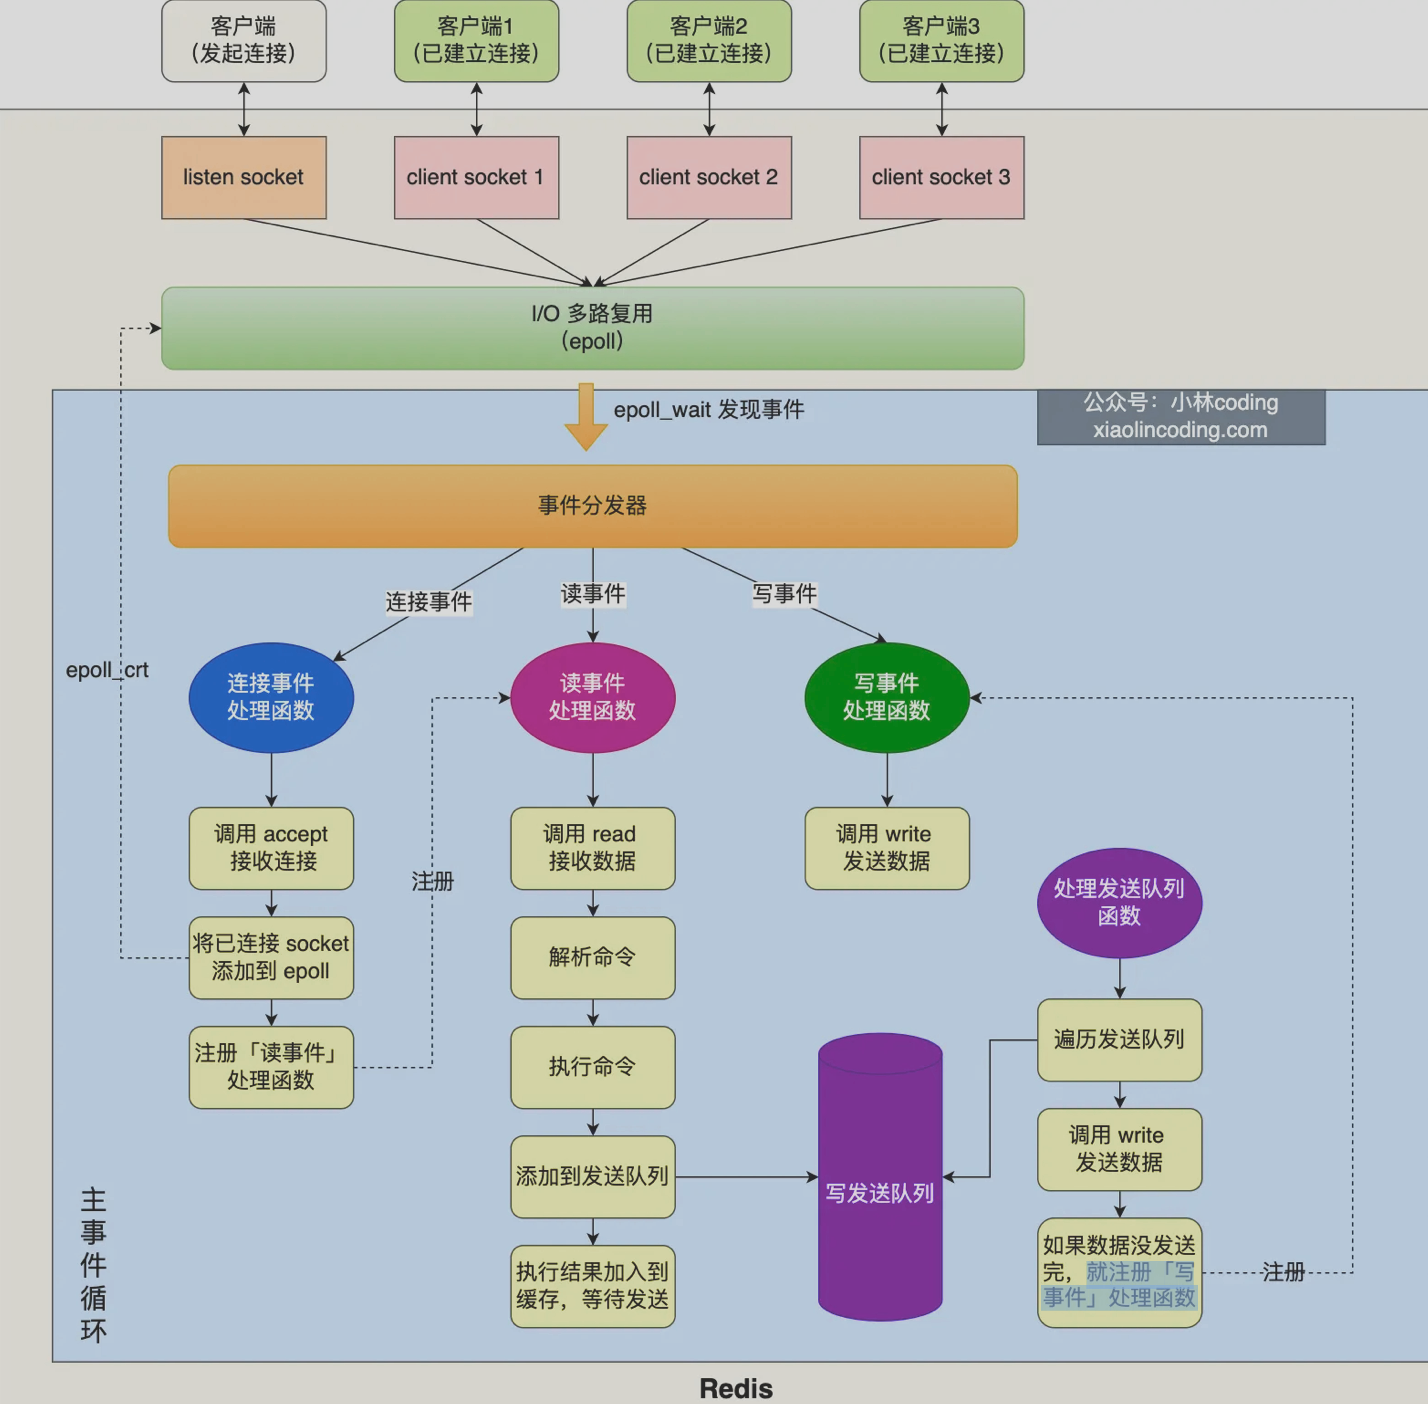 客户端
（发起连接）
客户端1
（已建立连接）
客户端2
（已建立连接）
客户端3
（已建立连接）
listen socket
client socket 1
client socket 2
client socket 3
I/O 多路复用
（epoll）
epoll_wait 发现事件
公众号：小林coding
xiaolincoding.com
事件分发器
连接事件
读事件
写事件
epoll_crt
连接事件
处理函数
读事件
处理函数
写事件
处理函数
调用 accept
接收连接
调用 read
接收数据
调用 write
发送数据
注册
处理发送队列
函数
将已连接 socket
添加到 epoll
解析命令
注册「读事件」
处理函数
执行命令
遍历发送队列
添加到发送队列
写发送队列
调用 write
发送数据
执行结果加入到
缓存，等待发送
如果数据没发送
完，就注册「写
事件」处理函数
注册
主
事
件
循
环
Redis